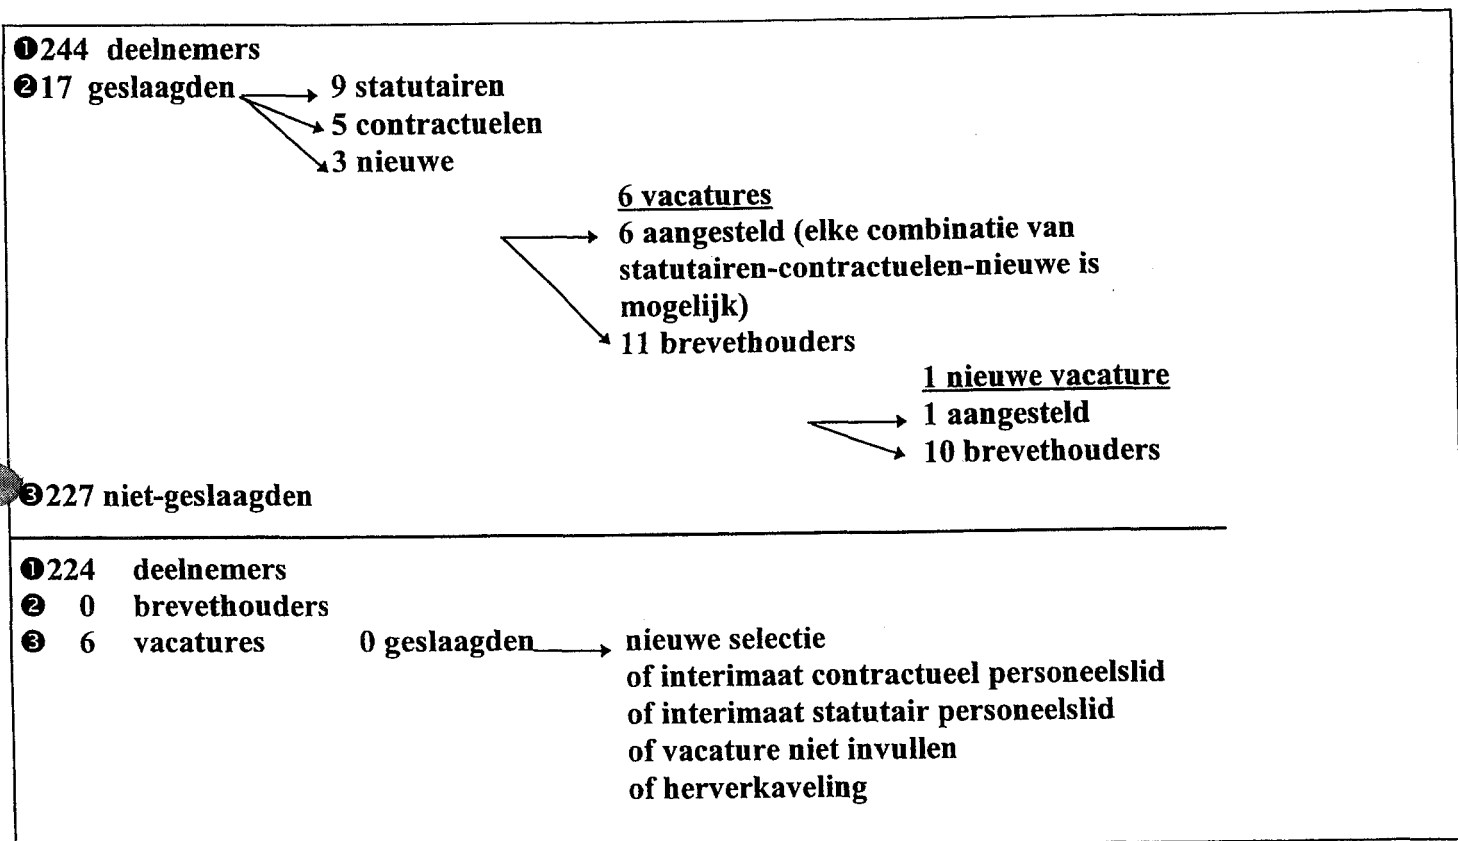 ❶244 deelnemers
❷17 geslaagden → 9 statutairen
5 contractuelen
3 nieuwe
6 vacatures
6 aangesteld (elke combinatie van
statutairen-contractuelen-nieuwe is
mogelijk)
11 brevethouders
1 nieuwe vacature
1 aangesteld
10 brevethouders
❸227 niet-geslaagden
❶224 deelnemers
❷ 0 brevethouders
❸ 6 vacatures 0 geslaagden → nieuwe selectie
of interimaat contractueel personeelslid
of interimaat statutair personeelslid
of vacature niet invullen
of herverkaveling